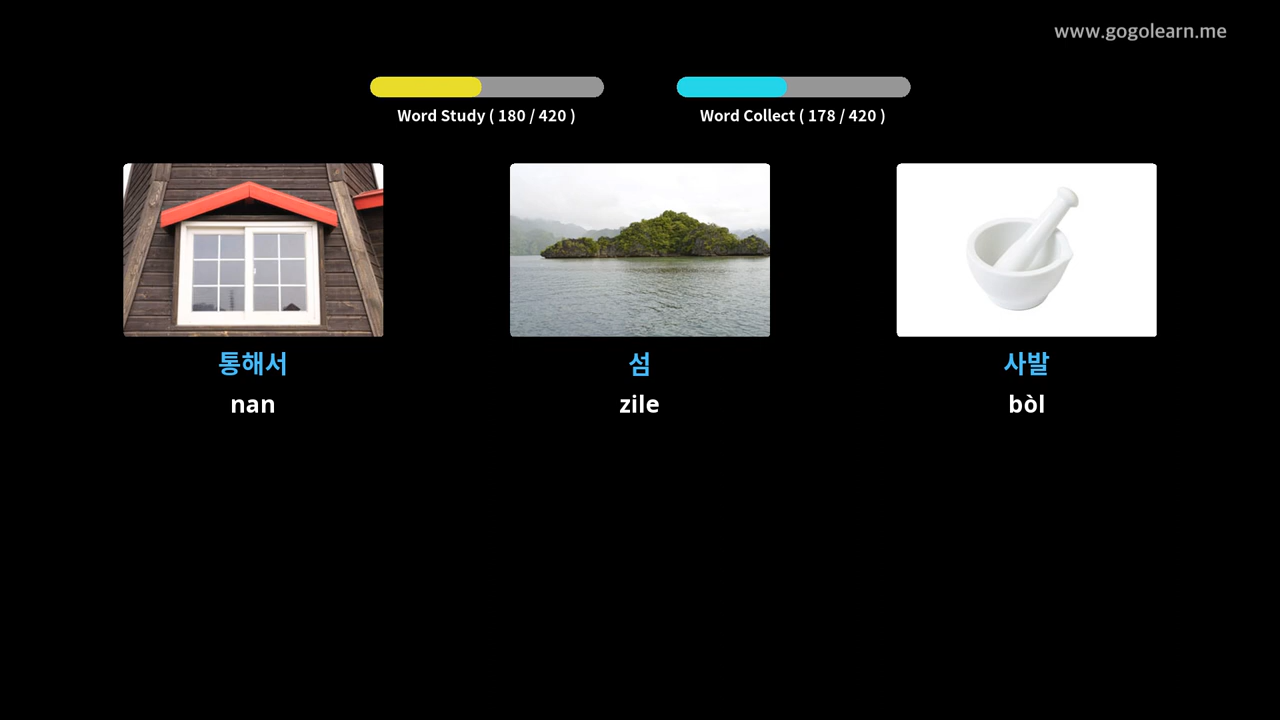 www.gogolearn.me
Word Study ( 180 / 420 )
Word Collect ( 178 / 420 )
통해서
섬
사발
nan
zile
bòl